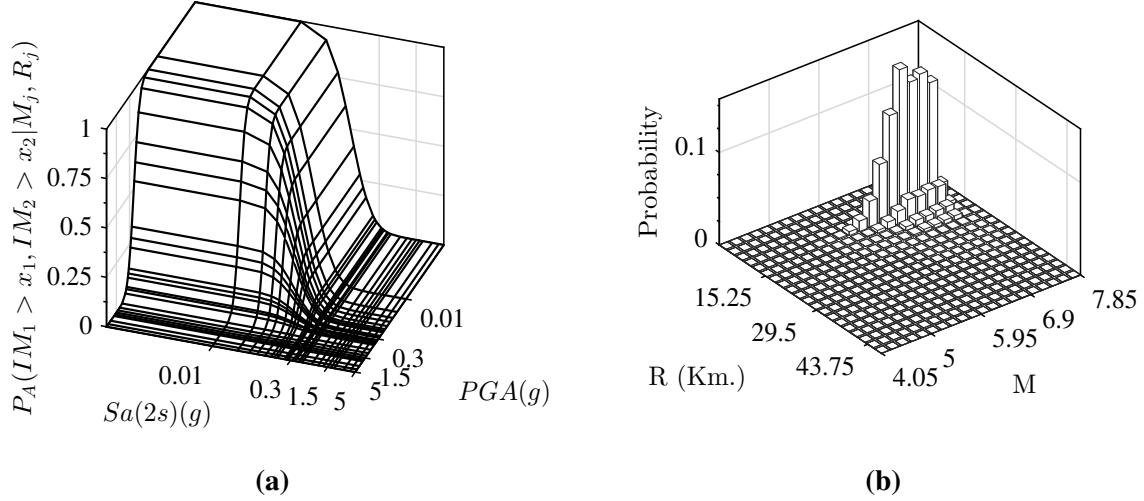 P_A(IM_1 > x_1, IM_2 > x_2|M_j, R_j)
1
0.75
0.5
0.25
0
0.01
0.3
1.5
5
Sa(2s)(g)
5
1.5
0.3
0.01
PGA(g)
(a)
Probability
0.1
0
15.25
29.5
43.75
R (Km.)
4.05
5
5.95
6.9
7.85
M
(b)